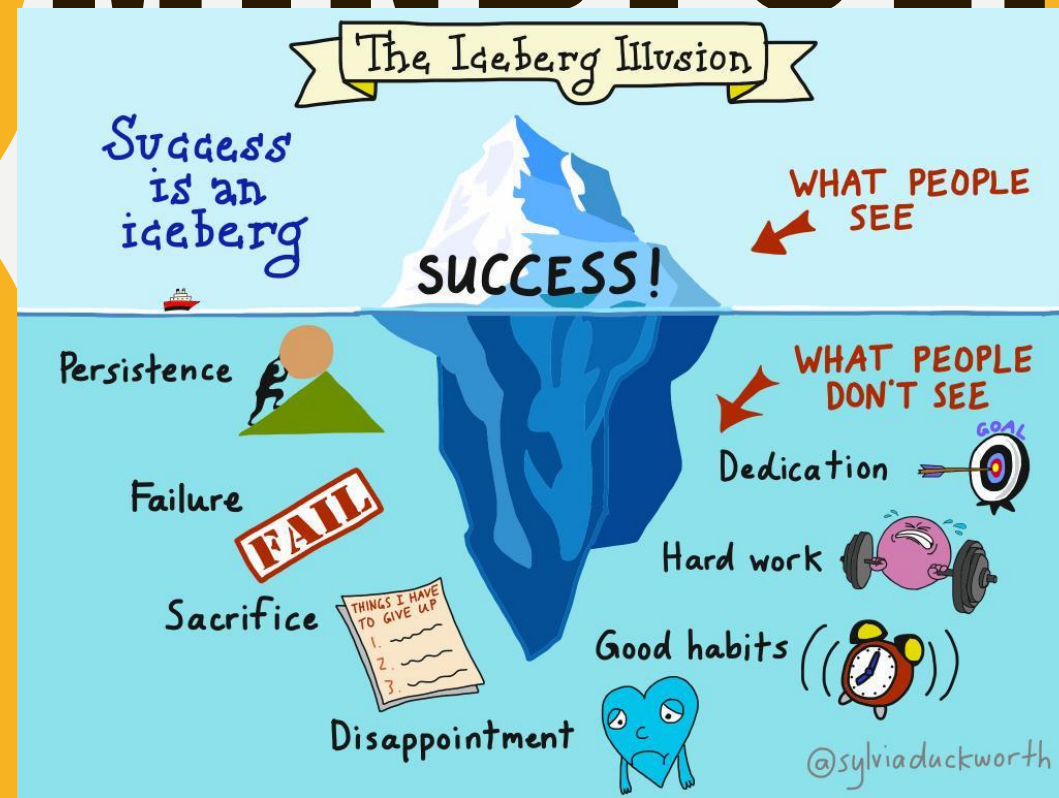 The Iceberg Illusion
Success
is an
iceberg
WHAT PEOPLE
SEE
SUCCESS!
WHAT PEOPLE
DON'T SEE
Persistence
Failure
FAIL
Sacrifice
THINGS I HAVE
TO GIVE UP
1.
2.
3.
Disappointment
GOAL
Dedication
Hard work
Good habits
@sylviaduckworth